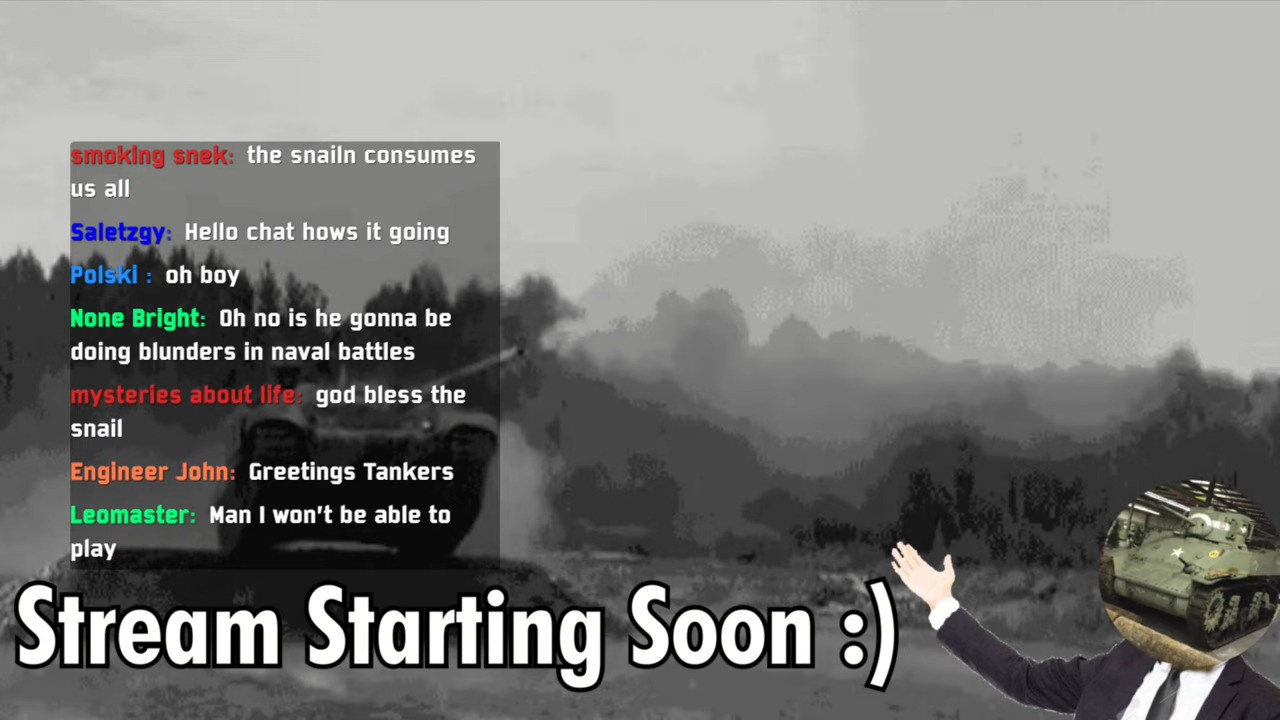 smoking snek: the snailn consumes
us all
Saletzgy: Hello chat hows it going
Polski : oh boy
None Bright: Oh no is he gonna be
doing blunders in naval battles
mysteries about life: god bless the
snail
Engineer John: Greetings Tankers
Leomaster: Man I won't be able to
play
Stream Starting Soon :)